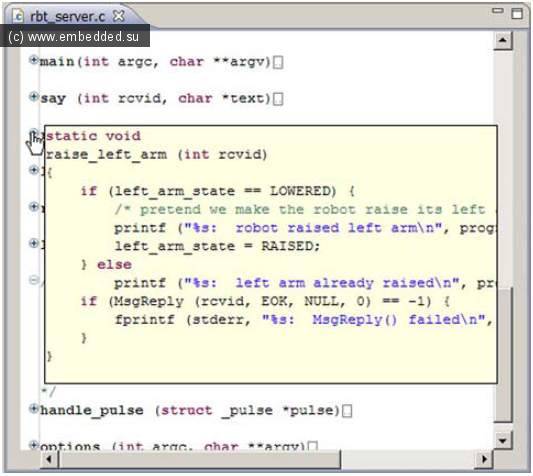 rbt_server.c
(c) www.embedded.su
main(int argc, char **argv)
say (int rcvid, char *text)
static void
raise_left_arm (int rcvid)
{
if (left_arm_state == LOWERED) {
/* pretend we make the robot raise its left
printf ("%s:  robot raised left arm\n", prog
left_arm_state = RAISED;
} else
printf ("%s:  left arm already raised\n", pr
if (MsgReply (rcvid, EOK, NULL, 0) == -1) {
fprintf (stderr, "%s:  MsgReply() failed\n",
}
}
*/
handle_pulse (struct _pulse *pulse)
options (int argc, char **argv)